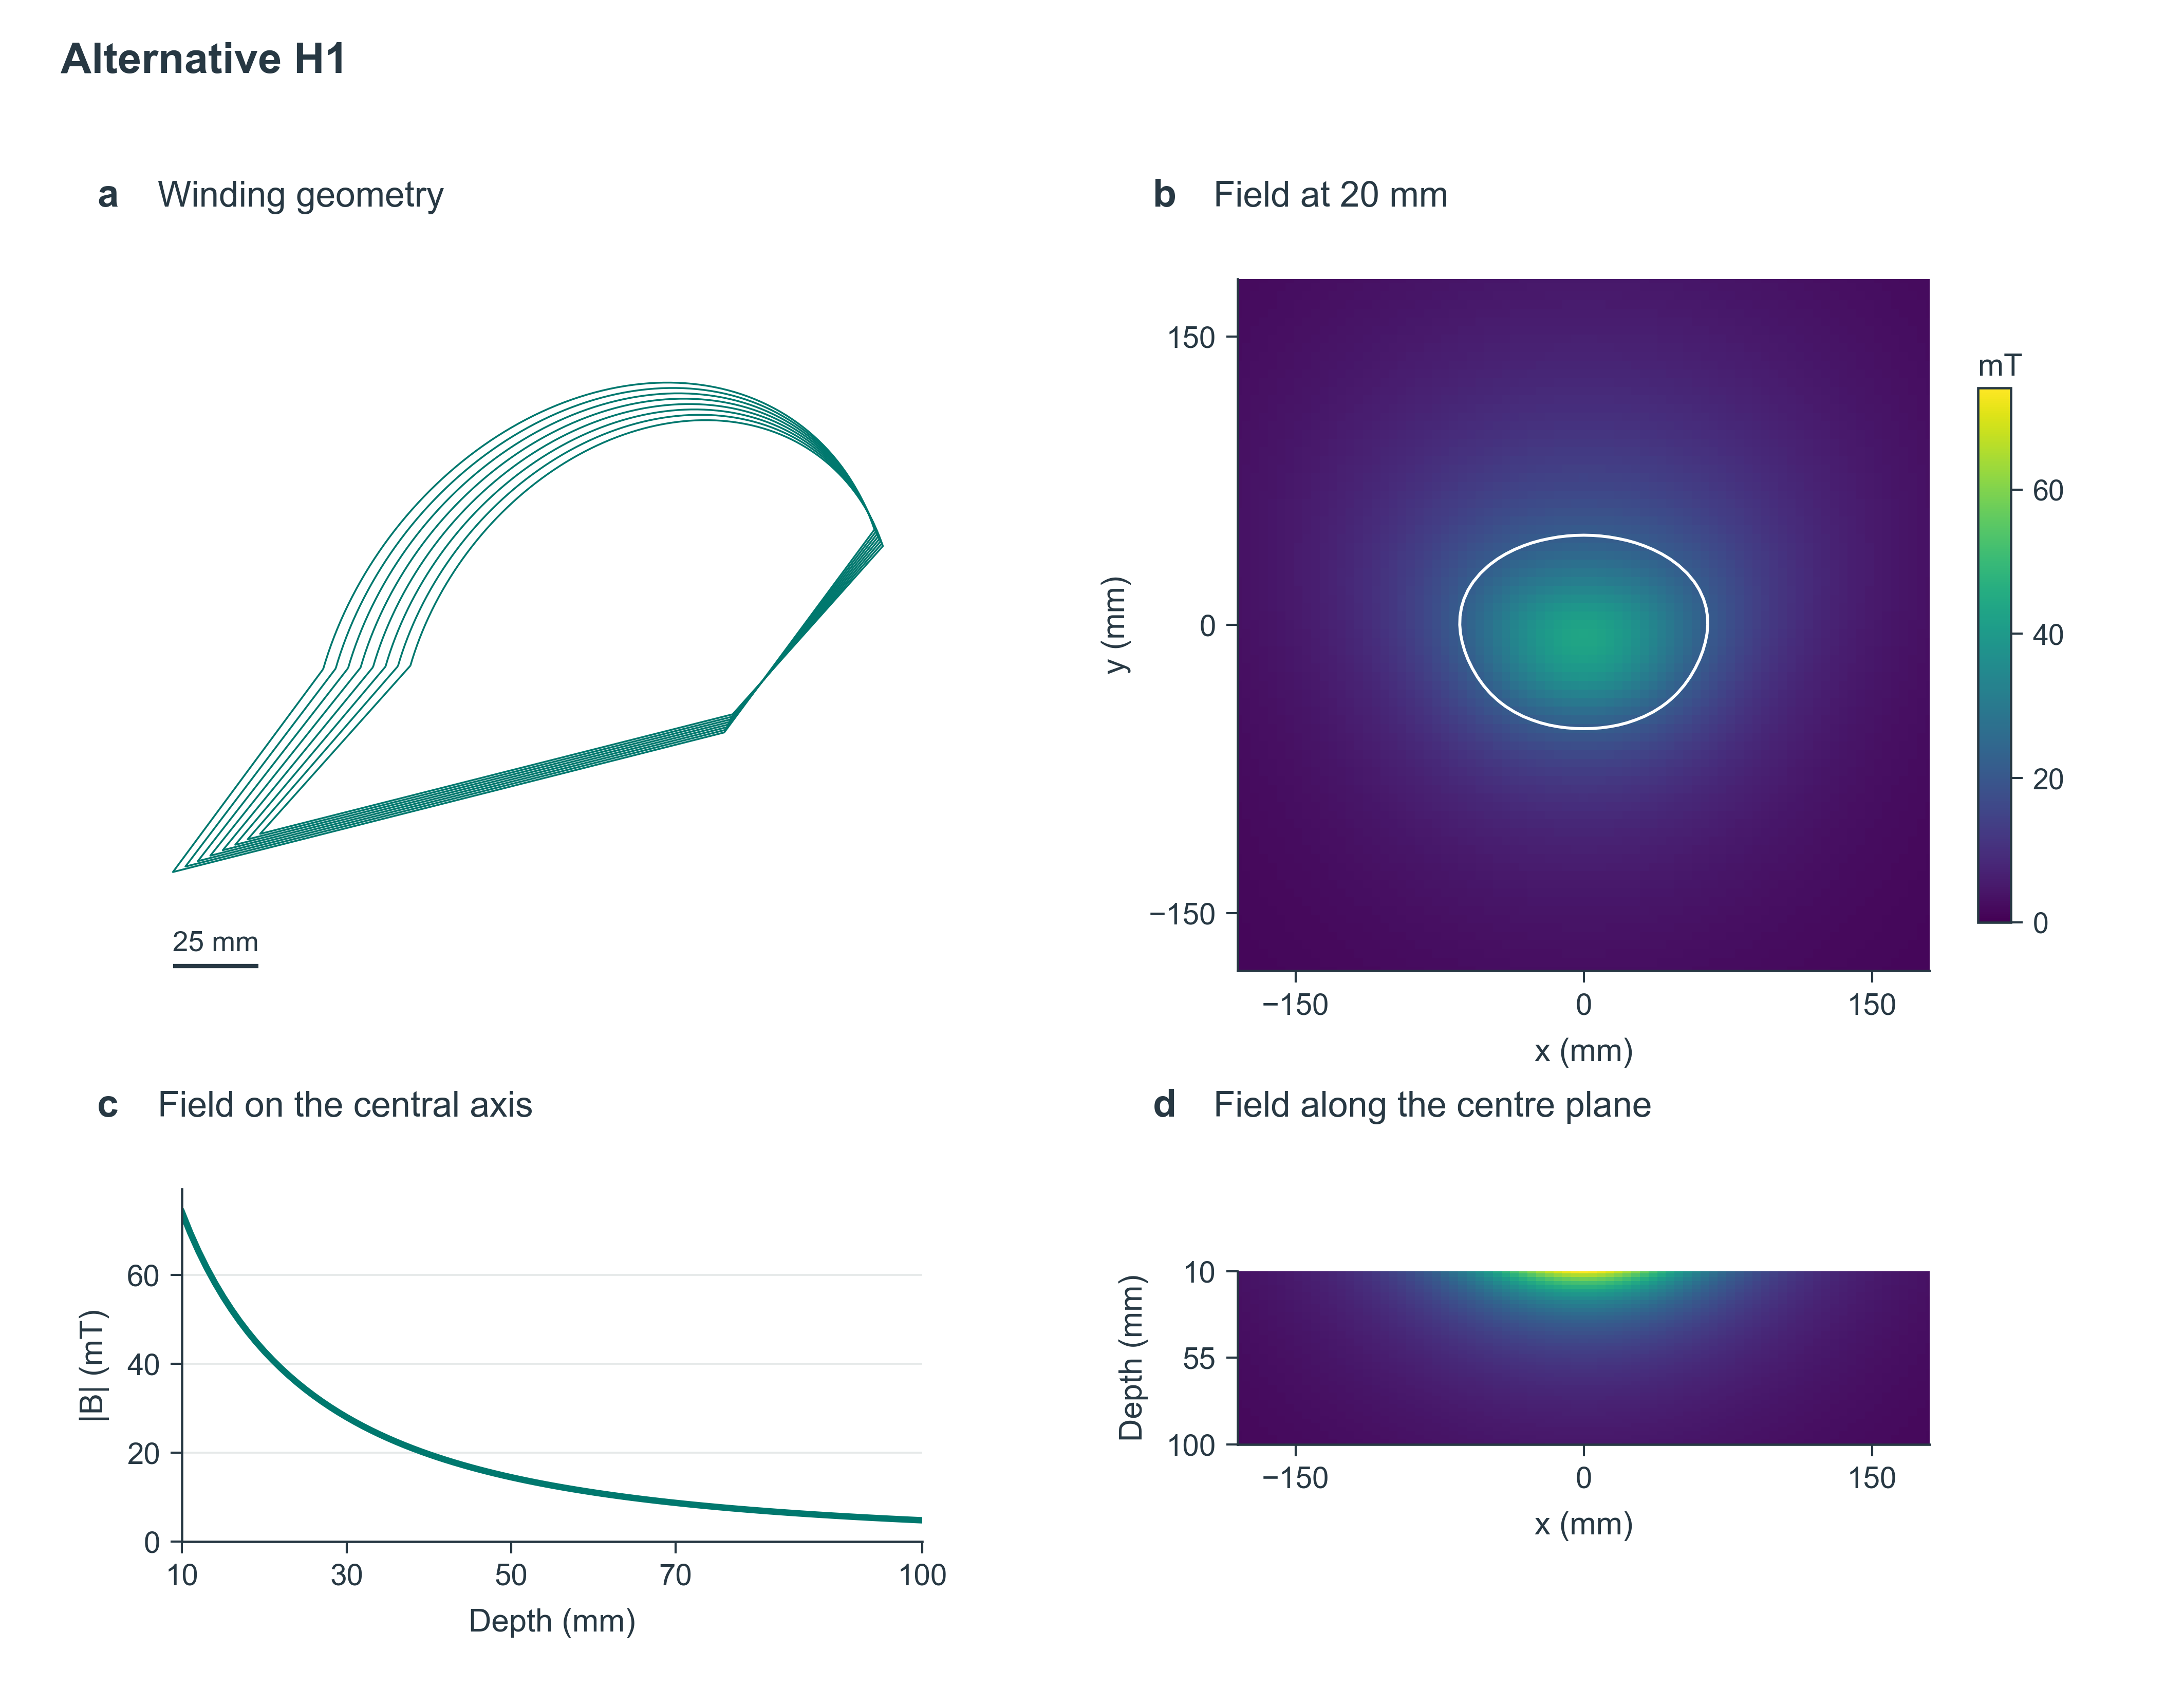 Alternative H1
a Winding geometry
25 mm
b Field at 20 mm
mT
60
40
20
0
150
0
−150
y (mm)
−150 0 150
x (mm)
c Field on the central axis
60
40
20
0
|B| (mT)
10 30 50 70 100
Depth (mm)
d Field along the centre plane
10
55
100
Depth (mm)
−150 0 150
x (mm)